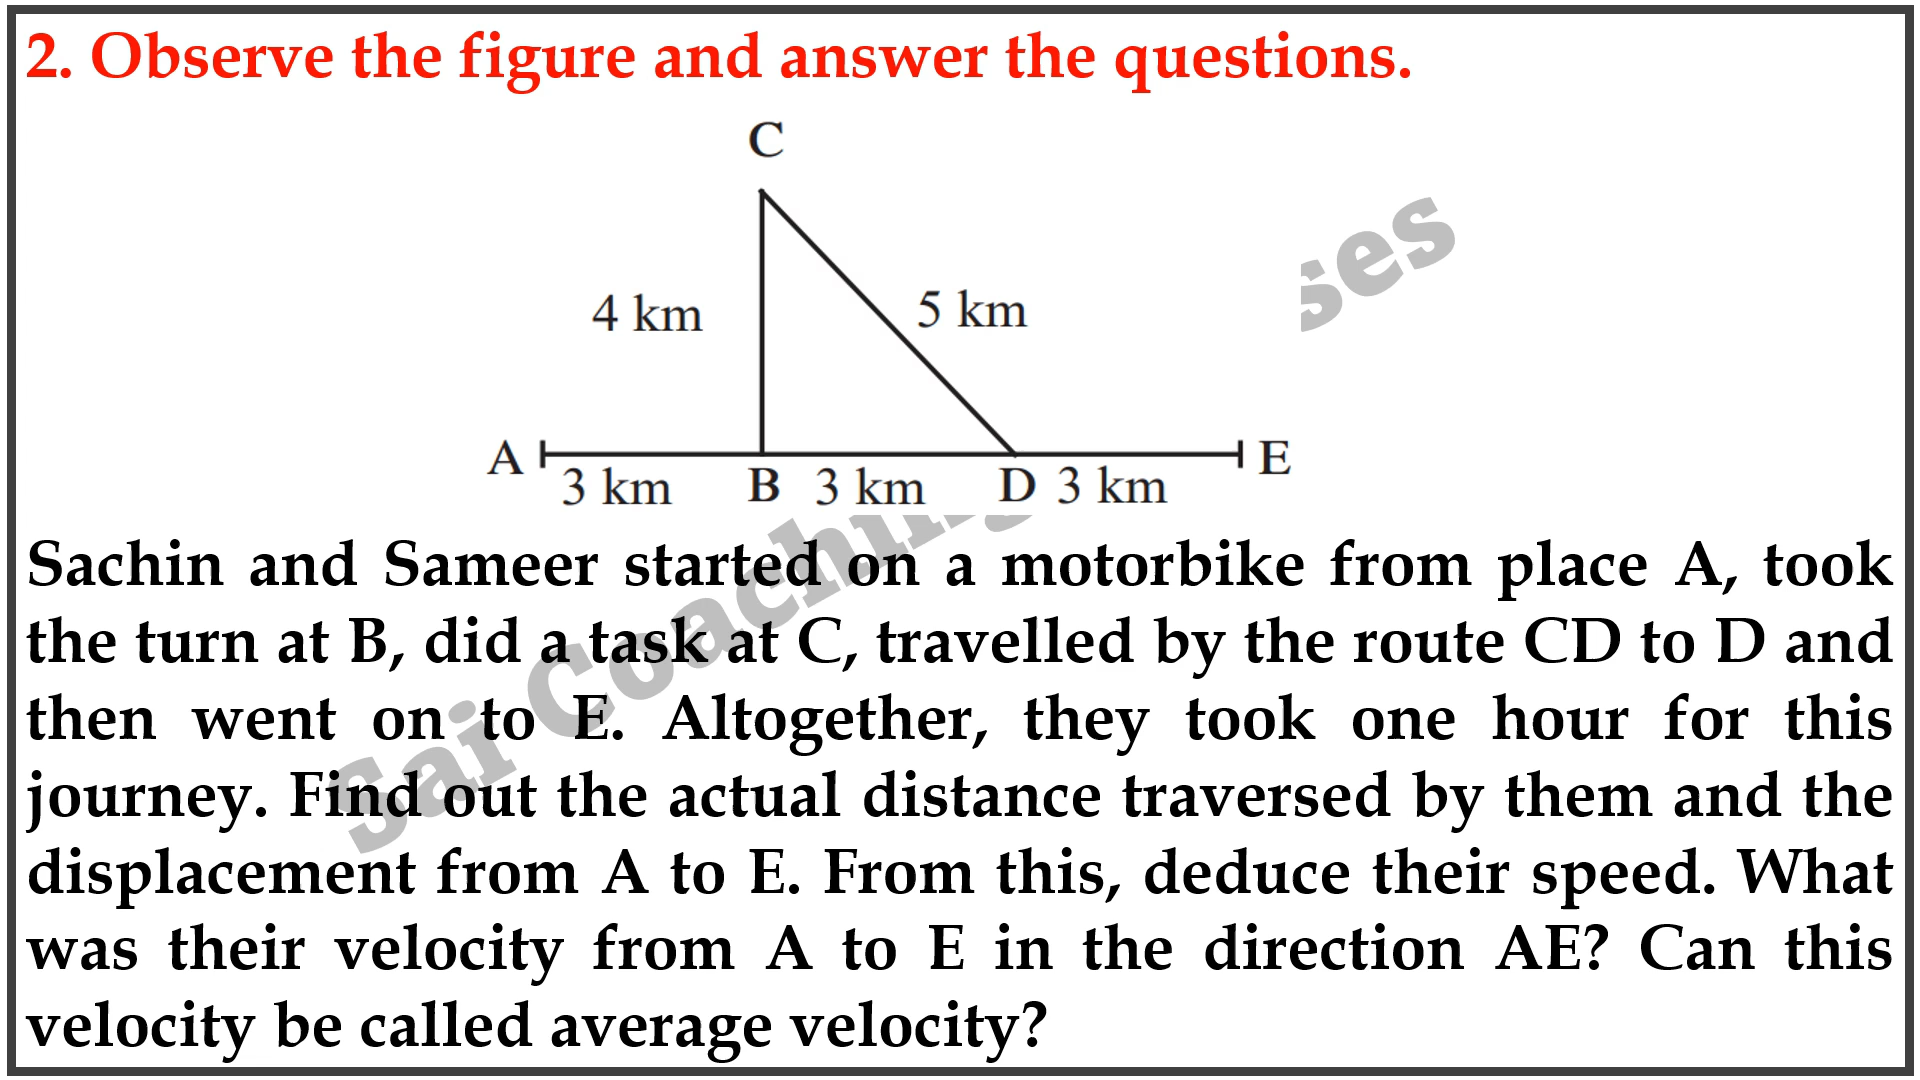 2. Observe the figure and answer the questions.
C
4 km
5 km
A
E
3 km
B
3 km
D
3 km
Sachin and Sameer started on a motorbike from place A, took
the turn at B, did a task at C, travelled by the route CD to D and
then went on to E. Altogether, they took one hour for this
journey. Find out the actual distance traversed by them and the
displacement from A to E. From this, deduce their speed. What
was their velocity from A to E in the direction AE? Can this
velocity be called average velocity?
Sai Coaching